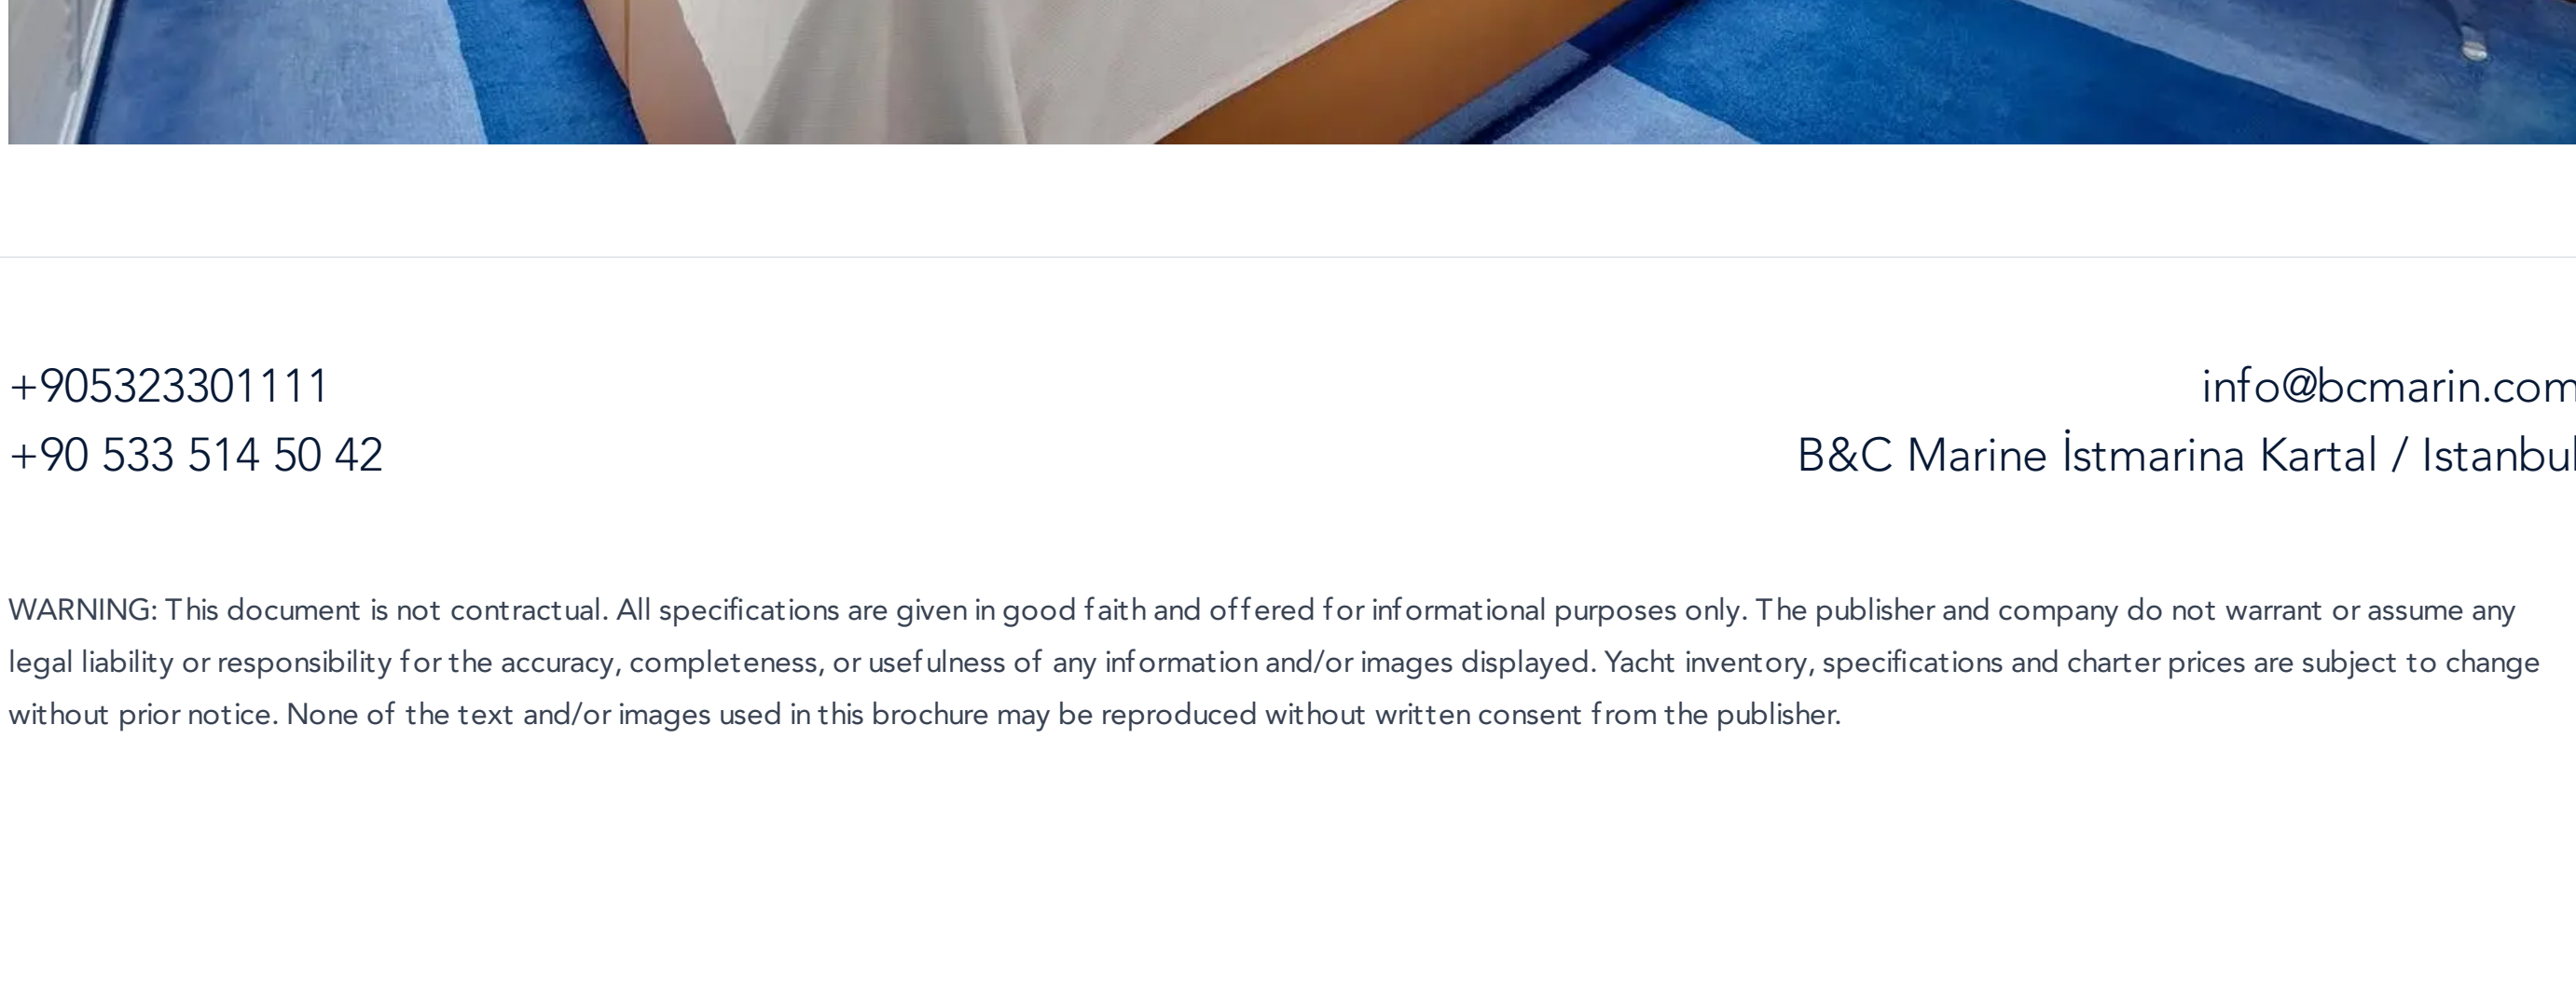 +905323301111
info@bcmarin.com
+90 533 514 50 42
B&C Marine İstmarina Kartal / Istanbul
WARNING: This document is not contractual. All specifications are given in good faith and offered for informational purposes only. The publisher and company do not warrant or assume any
legal liability or responsibility for the accuracy, completeness, or usefulness of any information and/or images displayed. Yacht inventory, specifications and charter prices are subject to change
without prior notice. None of the text and/or images used in this brochure may be reproduced without written consent from the publisher.